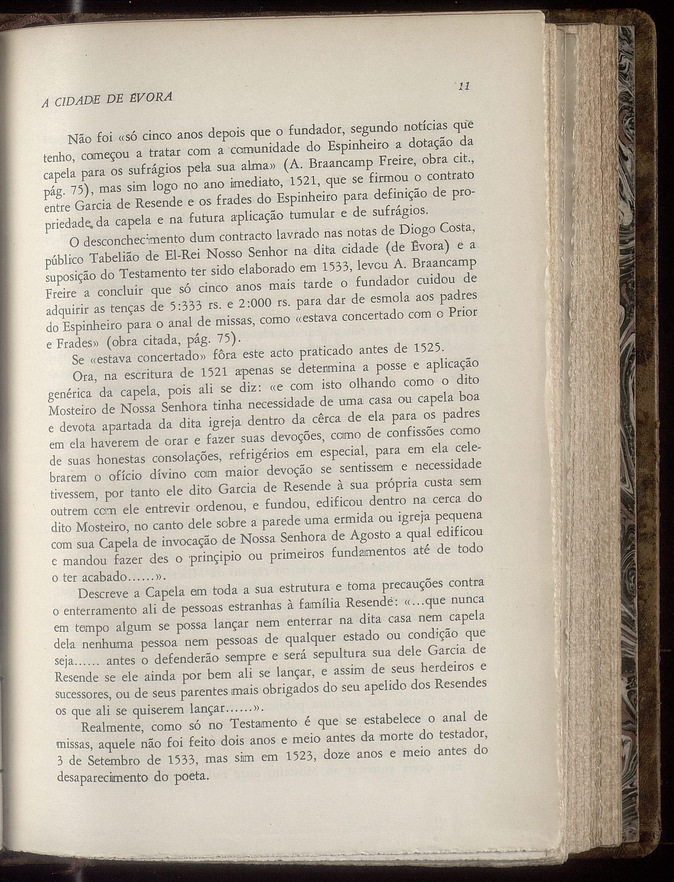 A CIDADE DE ÉVORA
11
Não foi «só cinco anos depois que o fundador, segundo notícias que
tenho, começou a tratar com a comunidade do Espinheiro a dotação da
capela para os sufrágios pela sua alma» (A. Braancamp Freire, obra cit.,
pág. 75), mas sim logo no ano imediato, 1521, que se firmou o contrato
entre Garcia de Resende e os frades do Espinheiro para definição de pro-
priedade, da capela e na futura aplicação tumular e de sufrágios.
O desconhecimento dum contracto lavrado nas notas de Diogo Costa,
público Tabelião de El-Rei Nosso Senhor na dita cidade (de Évora) e a
suposição do Testamento ter sido elaborado em 1533, levou A. Braancamp
Freire a concluir que só cinco anos mais tarde o fundador cuidou de
adquirir as tenças de 5:333 rs. e 2:000 rs. para dar de esmola aos padres
do Espinheiro para o anal de missas, como «estava concertado com o Prior
e Frades» (obra citada, pág. 75).
Se «estava concertado» fôra este acto praticado antes de 1525.
Ora, na escritura de 1521 apenas se determina a posse e aplicação
genérica da capela, pois ali se diz: «e com isto olhando como o dito
Mosteiro de Nossa Senhora tinha necessidade de uma casa ou capela boa
e devota apartada da dita igreja dentro da cêrca de ela para os padres
em ela haverem de orar e fazer suas devoções, como de confissões como
de suas honestas consolações, refrigérios em especial, para em ela cele-
brarem o ofício dívino com maior devoção se sentissem e necessidade
tivessem, por tanto ele dito Garcia de Resende à sua própria custa sem
outrem com ele entrevir ordenou, e fundou, edificou dentro na cerca do
dito Mosteiro, no canto dele sobre a parede uma ermida ou igreja pequena
com sua Capela de invocação de Nossa Senhora de Agosto a qual edificou
e mandou fazer des o prinçipio ou primeiros fundamentos até de todo
o ter acabado......».
Descreve a Capela em toda a sua estrutura e toma precauções contra
o enterramento ali de pessoas estranhas à família Resende: «...que nunca
em tempo algum se possa lançar nem enterrar na dita casa nem capela
dela nenhuma pessoa nem pessoas de qualquer estado ou condição que
seja...... antes o defenderão sempre e será sepultura sua dele Garcia de
Resende se ele ainda por bem ali se lançar, e assim de seus herdeiros e
sucessores, ou de seus parentes mais obrigados do seu apelido dos Resendes
os que ali se quiserem lançar......».
Realmente, como só no Testamento é que se estabelece o anal de
missas, aquele não foi feito dois anos e meio antes da morte do testador,
3 de Setembro de 1533, mas sim em 1523, doze anos e meio antes do
desaparecimento do poeta.